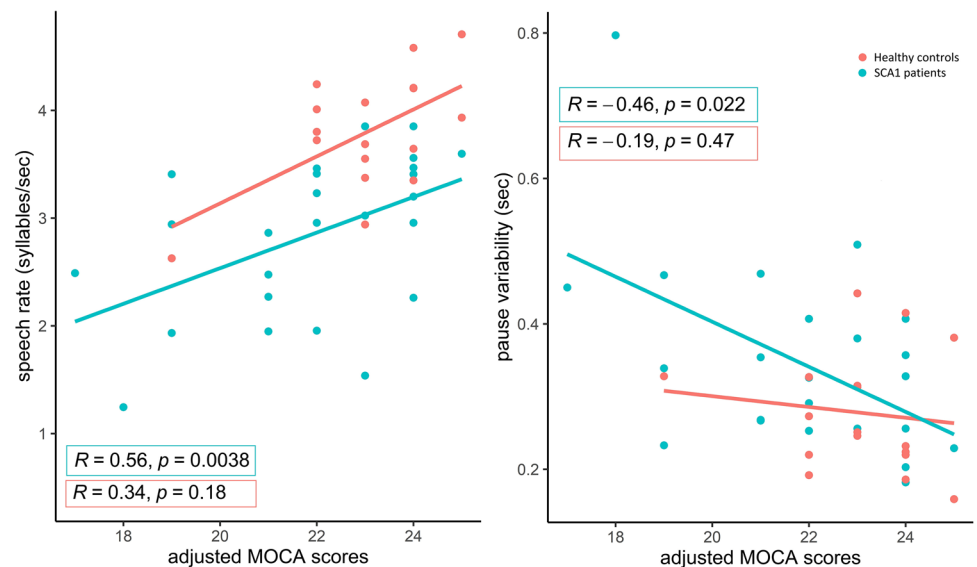 speech rate (syllables/sec)
4
3
2
1
R = 0.56, p = 0.0038
R = 0.34, p = 0.18
18
20
22
24
adjusted MOCA scores
pause variability (sec)
0.8
0.6
0.4
0.2
Healthy controls
SCA1 patients
R = −0.46, p = 0.022
R = −0.19, p = 0.47
18
20
22
24
adjusted MOCA scores